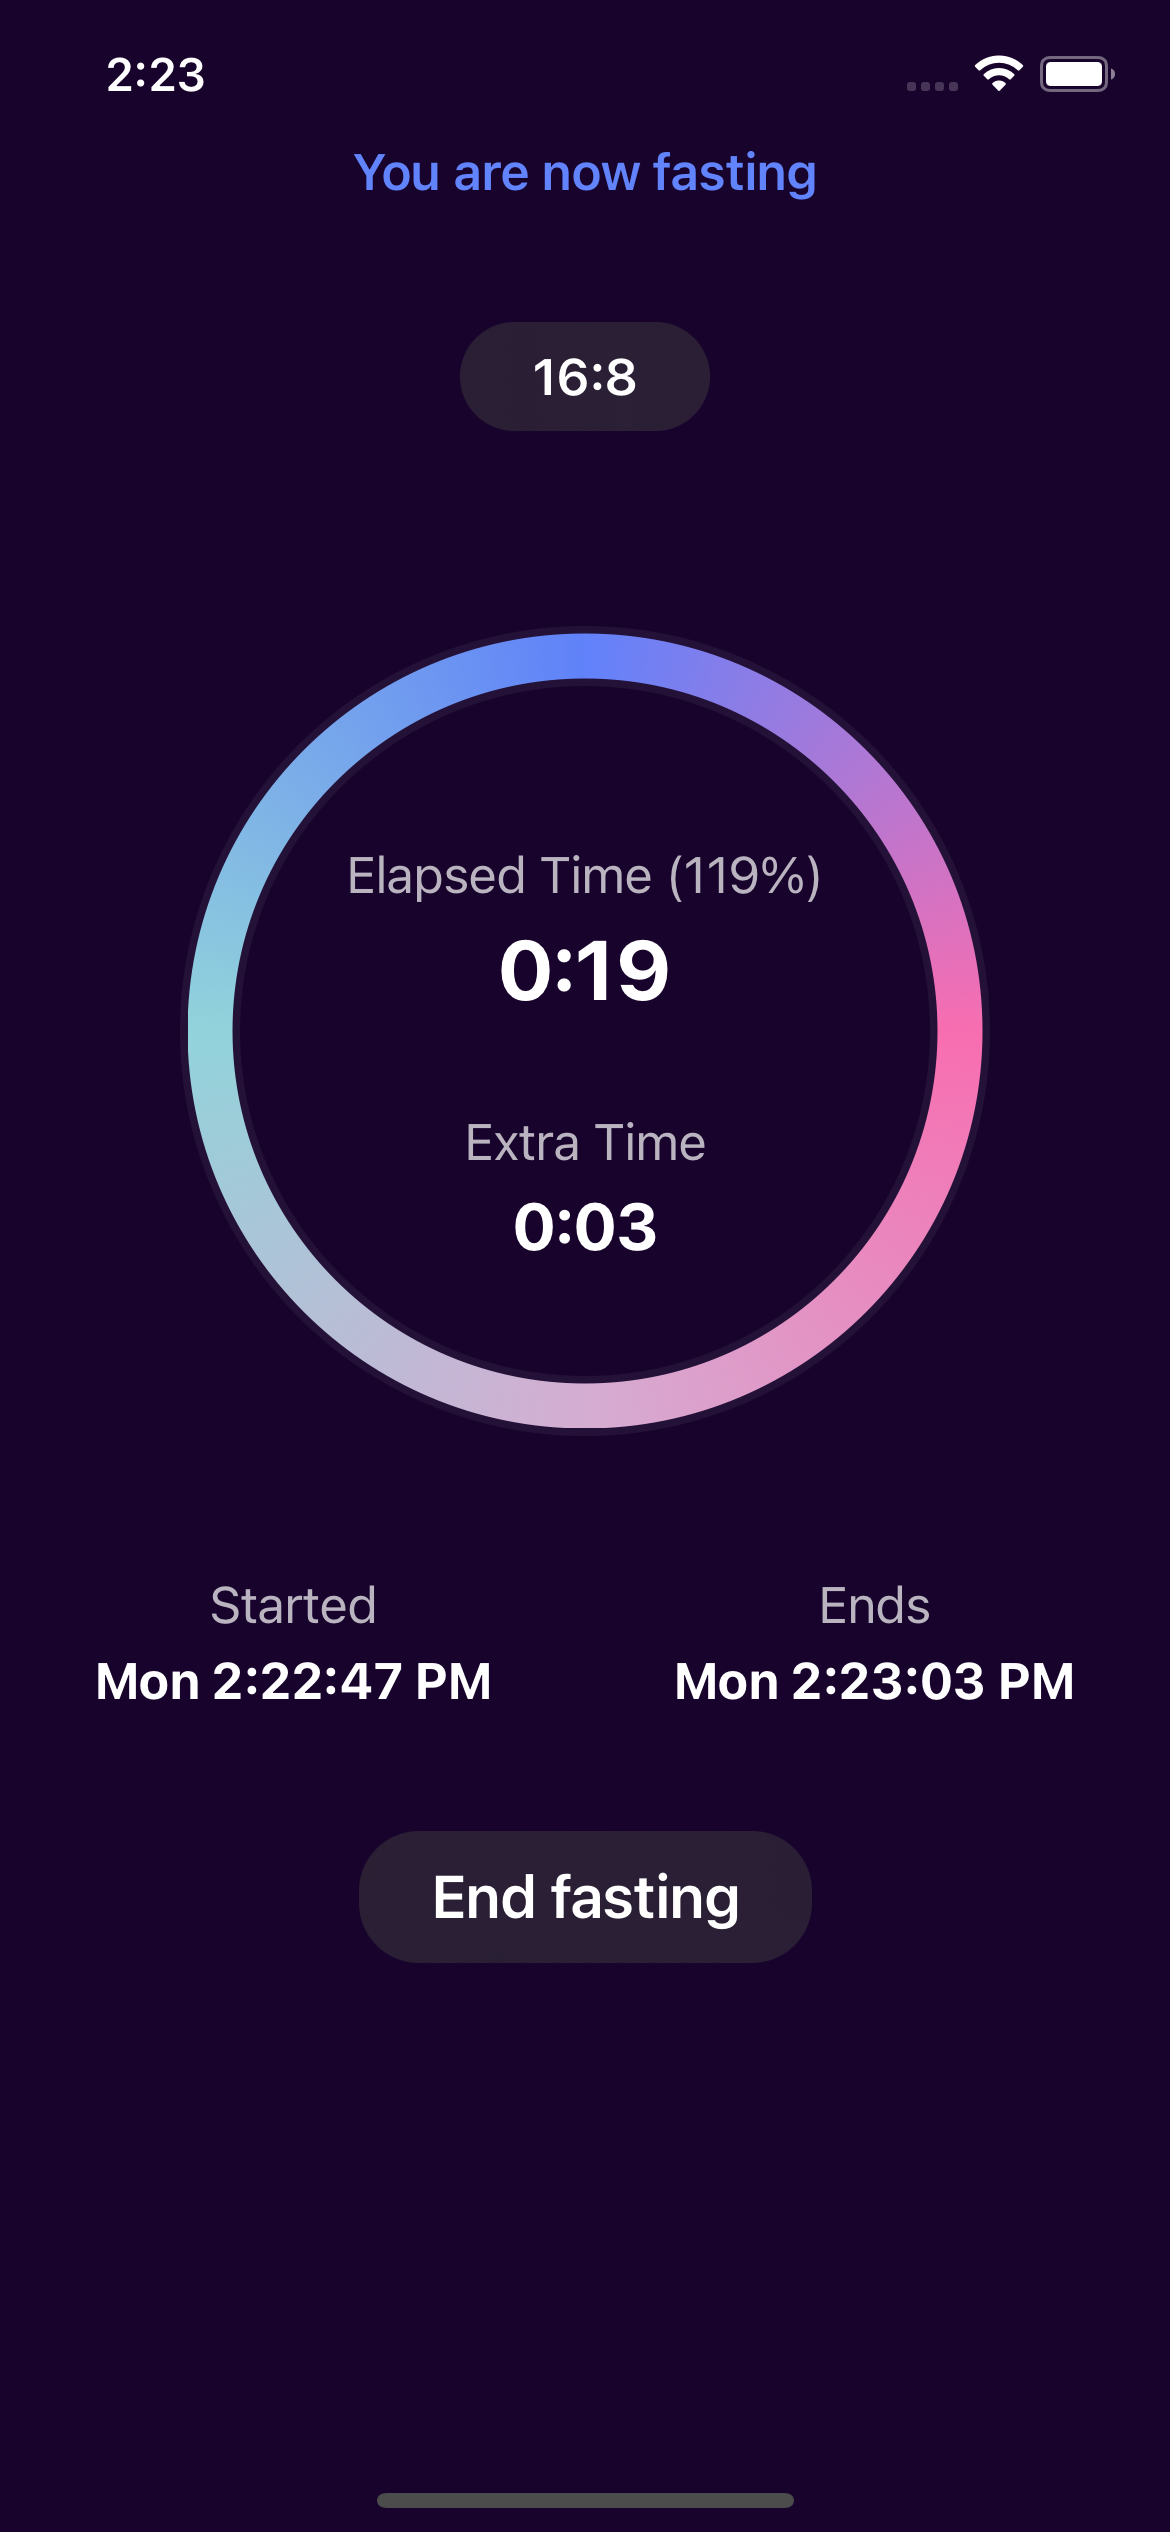 2:23
You are now fasting
16:8
Elapsed Time (119%)
0:19
Extra Time
0:03
Started
Ends
Mon 2:22:47 PM
Mon 2:23:03 PM
End fasting